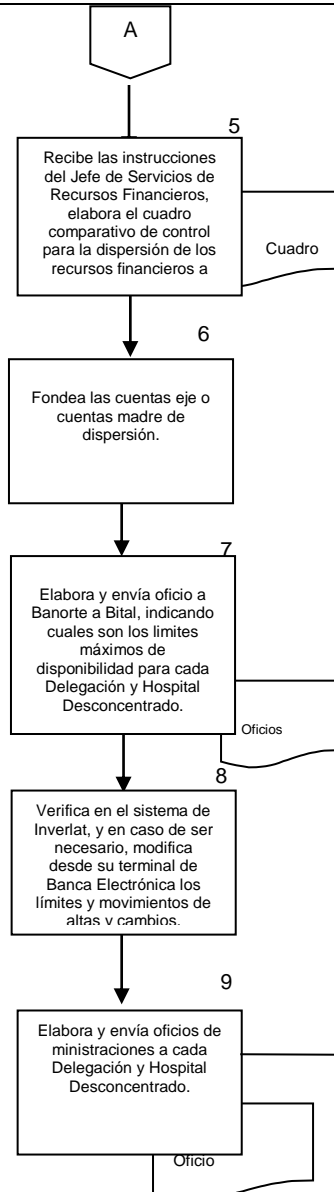 A
5
Recibe las instrucciones
del Jefe de Servicios de
Recursos Financieros,
elabora el cuadro
comparativo de control
para la dispersión de los
recursos financieros a
Cuadro
6
Fondea las cuentas eje o
cuentas madre de
dispersión.
7
Elabora y envía oficio a
Banorte a Bital, indicando
cuales son los limites
máximos de
disponibilidad para cada
Delegación y Hospital
Desconcentrado.
Oficios
8
Verifica en el sistema de
Inverlat, y en caso de ser
necesario, modifica
desde su terminal de
Banca Electrónica los
límites y movimientos de
altas y cambios.
9
Elabora y envía oficios de
ministraciones a cada
Delegación y Hospital
Desconcentrado.
Oficio